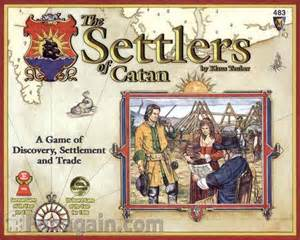 483
The
Settlers
of Catan
by Klaus Teuber
A Game of
Discovery, Settlement
and Trade